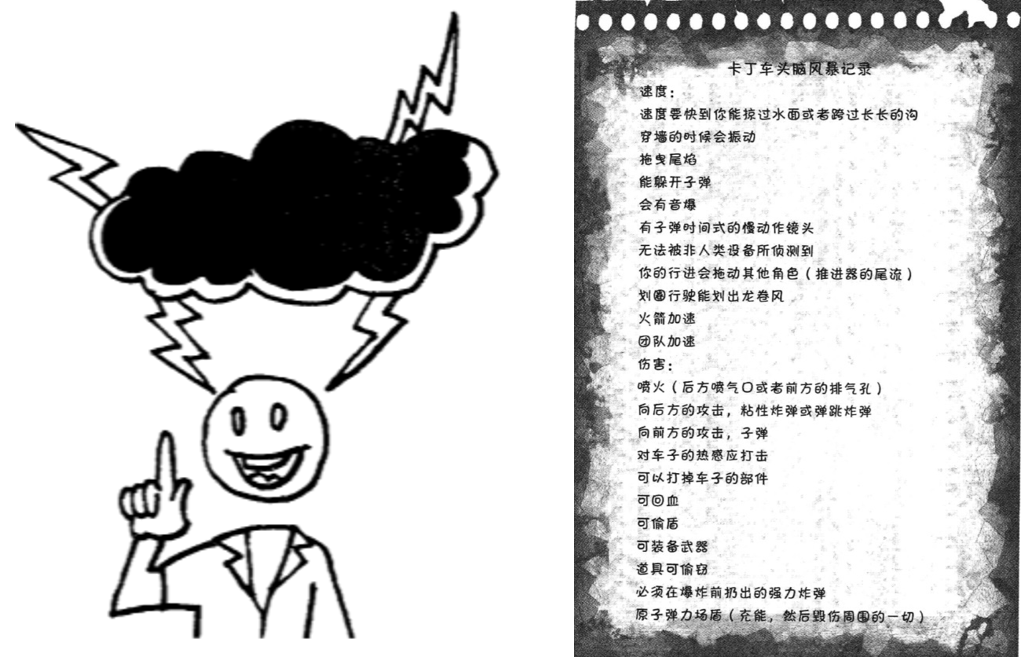 卡丁车头脑风暴记录
速度：
速度要快到你能掠过水面或者跨过长长的沟
穿墙的时候会振动
拖曳尾焰
能躲开子弹
会有音爆
有子弹时间式的慢动作镜头
无法被非人类设备所侦测到
你的行进会拖动其他角色（推进器的尾流）
划圈行驶能划出龙卷风
火箭加速
团队加速
伤害：
喷火（后方喷气口或者前方的排气孔）
向后方的攻击，粘性炸弹或弹跳炸弹
向前方的攻击，子弹
对车子的热感应打击
可以打掉车子的部件
可回血
可偷盾
可装备武器
道具可偷窃
必须在爆炸前扔出的强力炸弹
原子弹力场盾（充能，然后毁伤周围的一切）